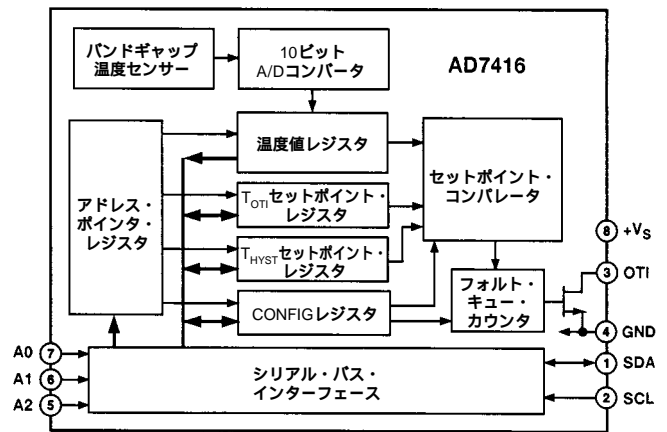 バンドギャップ
温度センサー
10ビット
A/Dコンバータ
AD7416
温度値レジスタ
アドレス・
ポインタ・
レジスタ
セットポイント・
コンパレータ
TOTIセットポイント・
レジスタ
THYSTセットポイント・
レジスタ
CONFIGレジスタ
フォルト・
キュー・
カウンタ
8 +VS
3 OTI
4 GND
A0 7
A1 6
A2 5
シリアル・バス・
インターフェース
1 SDA
2 SCL